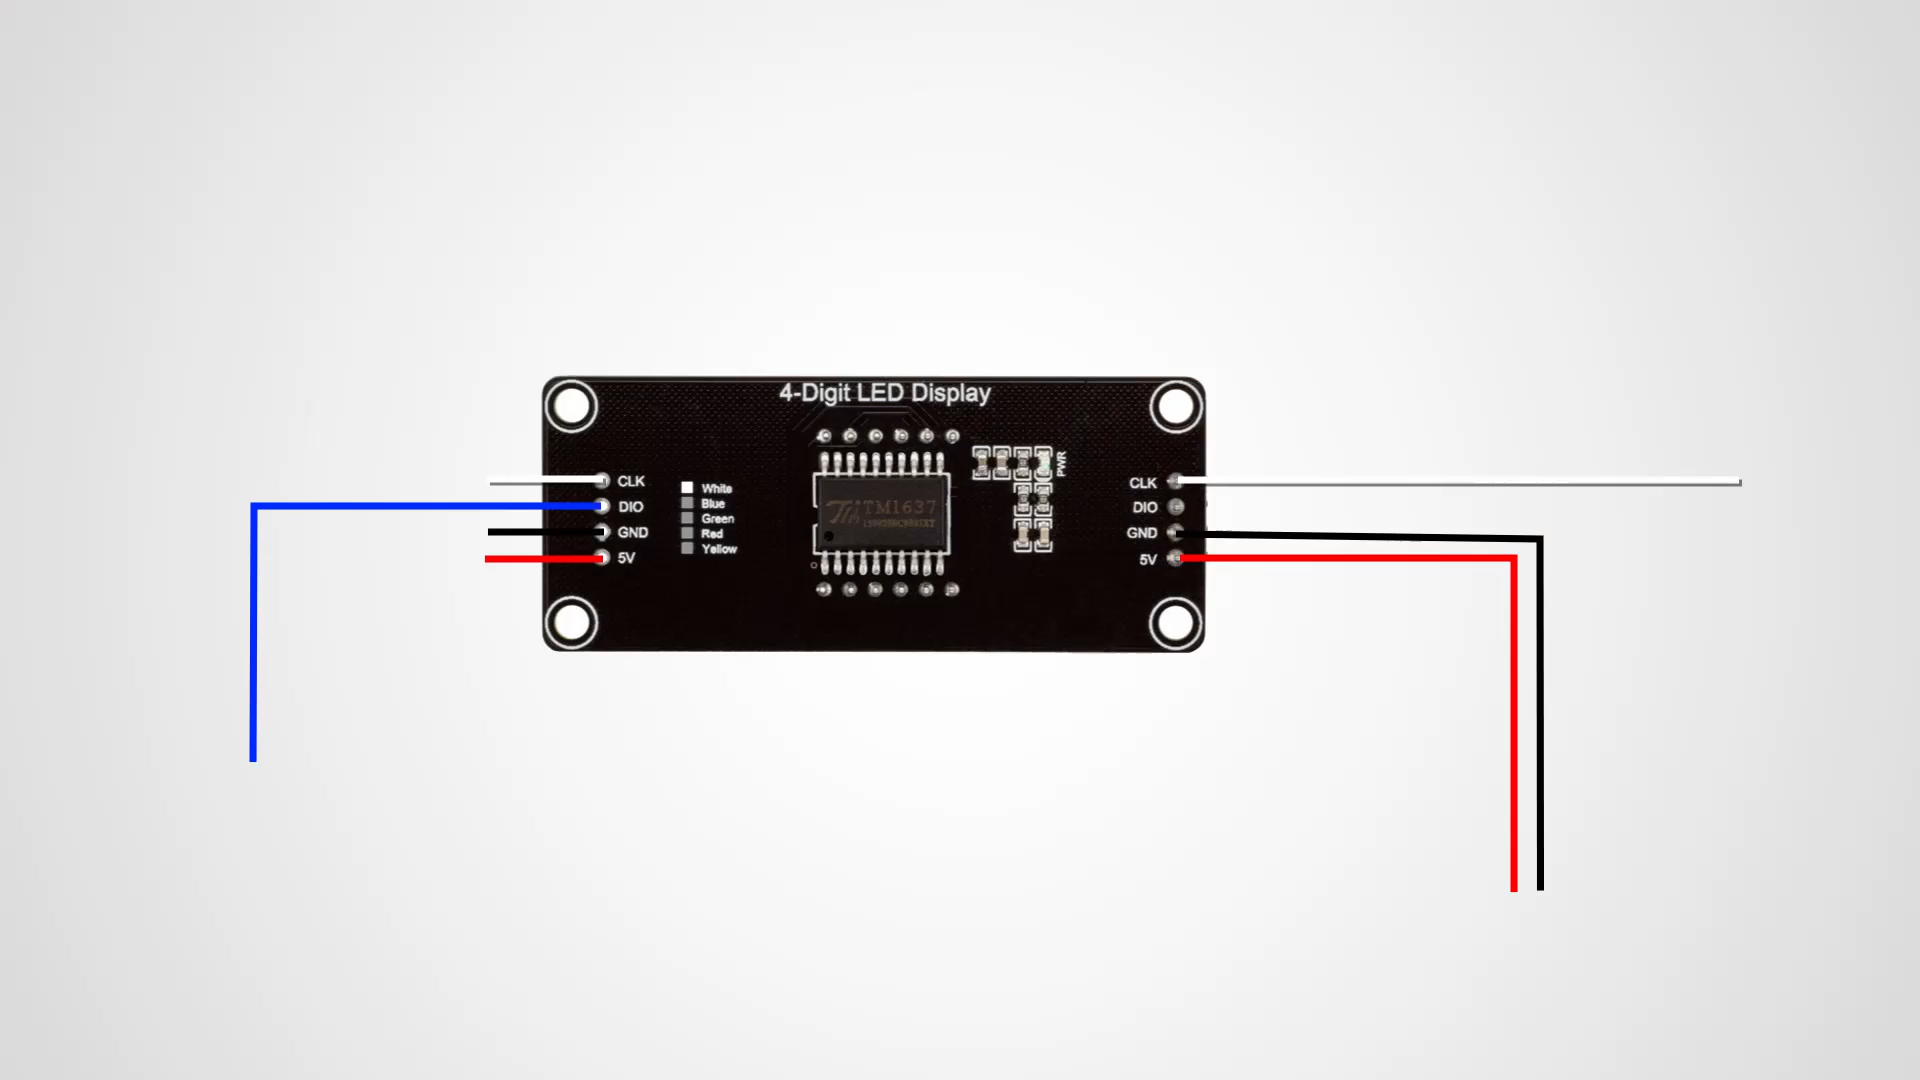 4-Digit LED Display
CLK
DIO
GND
5V
White
Blue
Green
Red
Yellow
TM1637
PWR
CLK
DIO
GND
5V